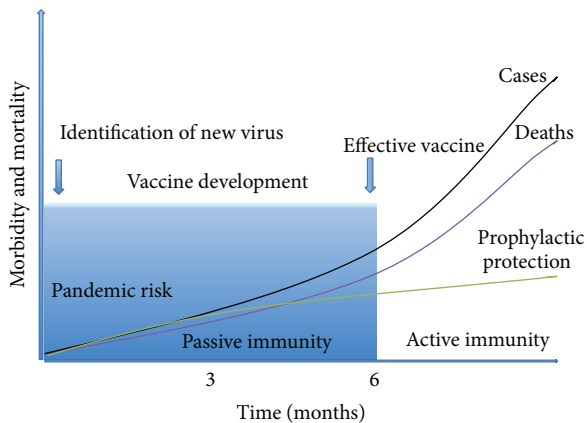 Cases
Identification of new virus
Effective vaccine
Deaths
Vaccine development
Prophylactic
protection
Pandemic risk
Passive immunity
Active immunity
3
6
Time (months)
Morbidity and mortality